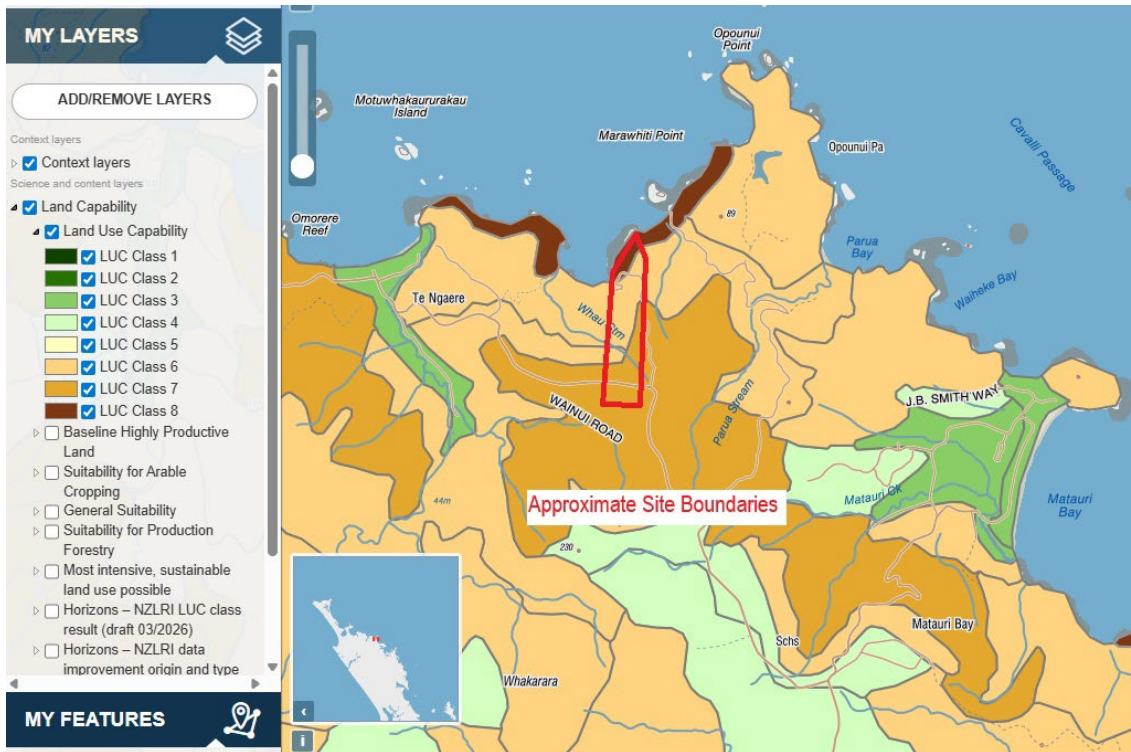 MY LAYERS
ADD/REMOVE LAYERS
Context layers
Context layers
Science and content layers
Land Capability
Land Use Capability
LUC Class 1
LUC Class 2
LUC Class 3
LUC Class 4
LUC Class 5
LUC Class 6
LUC Class 7
LUC Class 8
Baseline Highly Productive
Land
Suitability for Arable
Cropping
General Suitability
Suitability for Production
Forestry
Most intensive, sustainable
land use possible
Horizons – NZLRI LUC class
result (draft 03/2026)
Horizons – NZLRI data
improvement origin and type
MY FEATURES
Opounui
Point
Motuwhakaururakau
Island
Marawhiti Point
Opounui Pa
Cavalli Passage
Omorere
Reef
89
Parua
Bay
Waiheke Bay
Te Ngaere
Whau Stm
WAINUI ROAD
Parua Stream
J.B. SMITH WAY
Matauri Ck
Matauri
Bay
44m
Approximate Site Boundaries
230
Schs
Matauri Bay
Whakarara
i